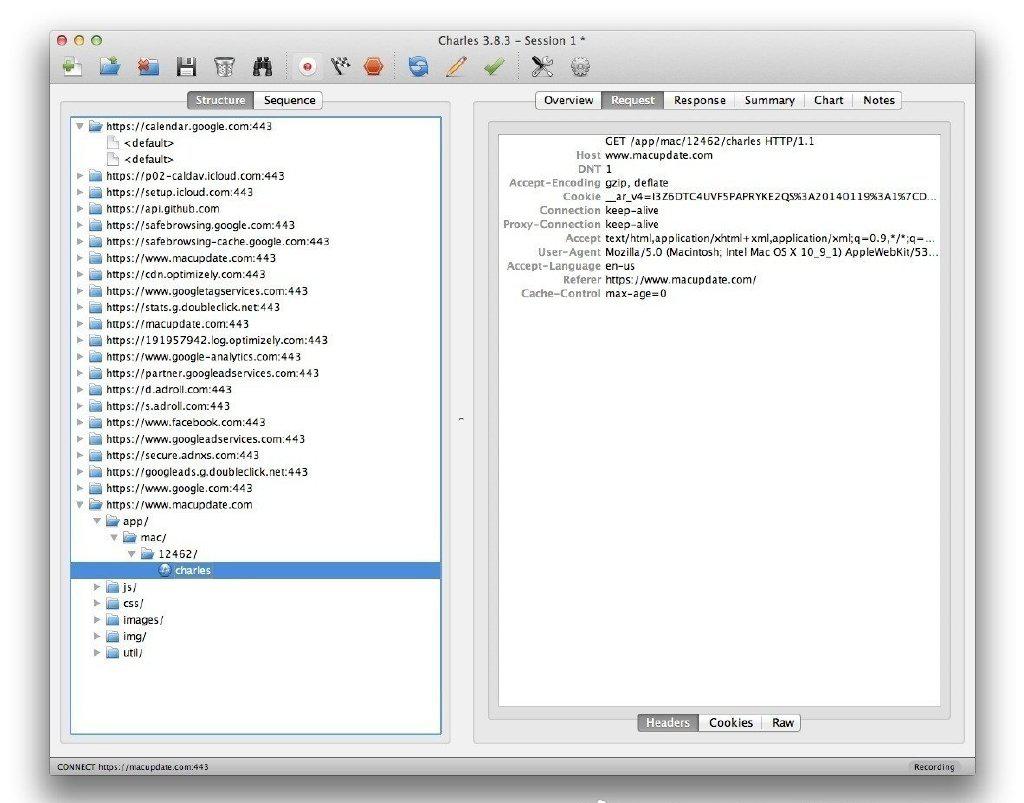 Charles 3.8.3 - Session 1 *
Structure
Sequence
https://calendar.google.com:443
<default>
<default>
https://p02-caldav.icloud.com:443
https://setup.icloud.com:443
https://api.github.com
https://safebrowsing.google.com:443
https://safebrowsing-cache.google.com:443
https://www.macupdate.com:443
https://cdn.optimizely.com:443
https://www.googletagservices.com:443
https://stats.g.doubleclick.net:443
https://macupdate.com:443
https://191957942.log.optimizely.com:443
https://www.google-analytics.com:443
https://partner.googleadservices.com:443
https://d.adroll.com:443
https://s.adroll.com:443
https://www.facebook.com:443
https://www.googleadservices.com:443
https://secure.adnxs.com:443
https://googleads.g.doubleclick.net:443
https://www.google.com:443
https://www.macupdate.com
app/
mac/
12462/
charles
js/
css/
images/
img/
util/
Overview
Request
Response
Summary
Chart
Notes
GET /app/mac/12462/charles HTTP/1.1
Host www.macupdate.com
DNT 1
Accept-Encoding gzip, deflate
Cookie __ar_v4=I3Z6DTC4UVF5PAPRYKE2QS%3A20140119%3A1%7CD...
Connection keep-alive
Proxy-Connection keep-alive
Accept text/html,application/xhtml+xml,application/xml;q=0.9,*/*;q=...
User-Agent Mozilla/5.0 (Macintosh; Intel Mac OS X 10_9_1) AppleWebKit/53...
Accept-Language en-us
Referer https://www.macupdate.com/
Cache-Control max-age=0
Headers
Cookies
Raw
CONNECT https://macupdate.com:443
Recording